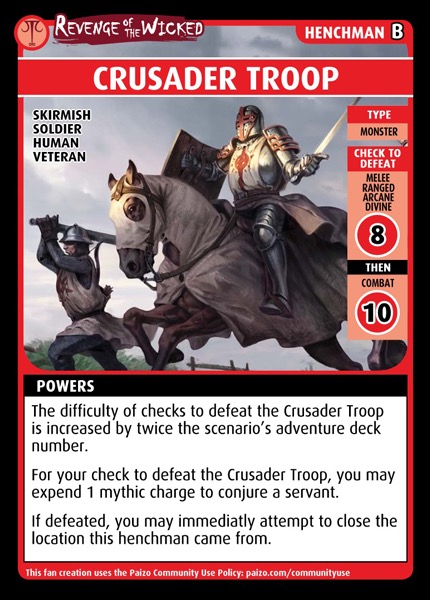 REVENGE OF THE WICKED
HENCHMAN B
CRUSADER TROOP
SKIRMISH
SOLDIER
HUMAN
VETERAN
TYPE
MONSTER
CHECK TO
DEFEAT
MELEE
RANGED
ARCANE
DIVINE
8
THEN
COMBAT
10
POWERS
The difficulty of checks to defeat the Crusader Troop
is increased by twice the scenario's adventure deck
number.
For your check to defeat the Crusader Troop, you may
expend 1 mythic charge to conjure a servant.
If defeated, you may immediatly attempt to close the
location this henchman came from.
This fan creation uses the Paizo Community Use Policy: paizo.com/communityuse